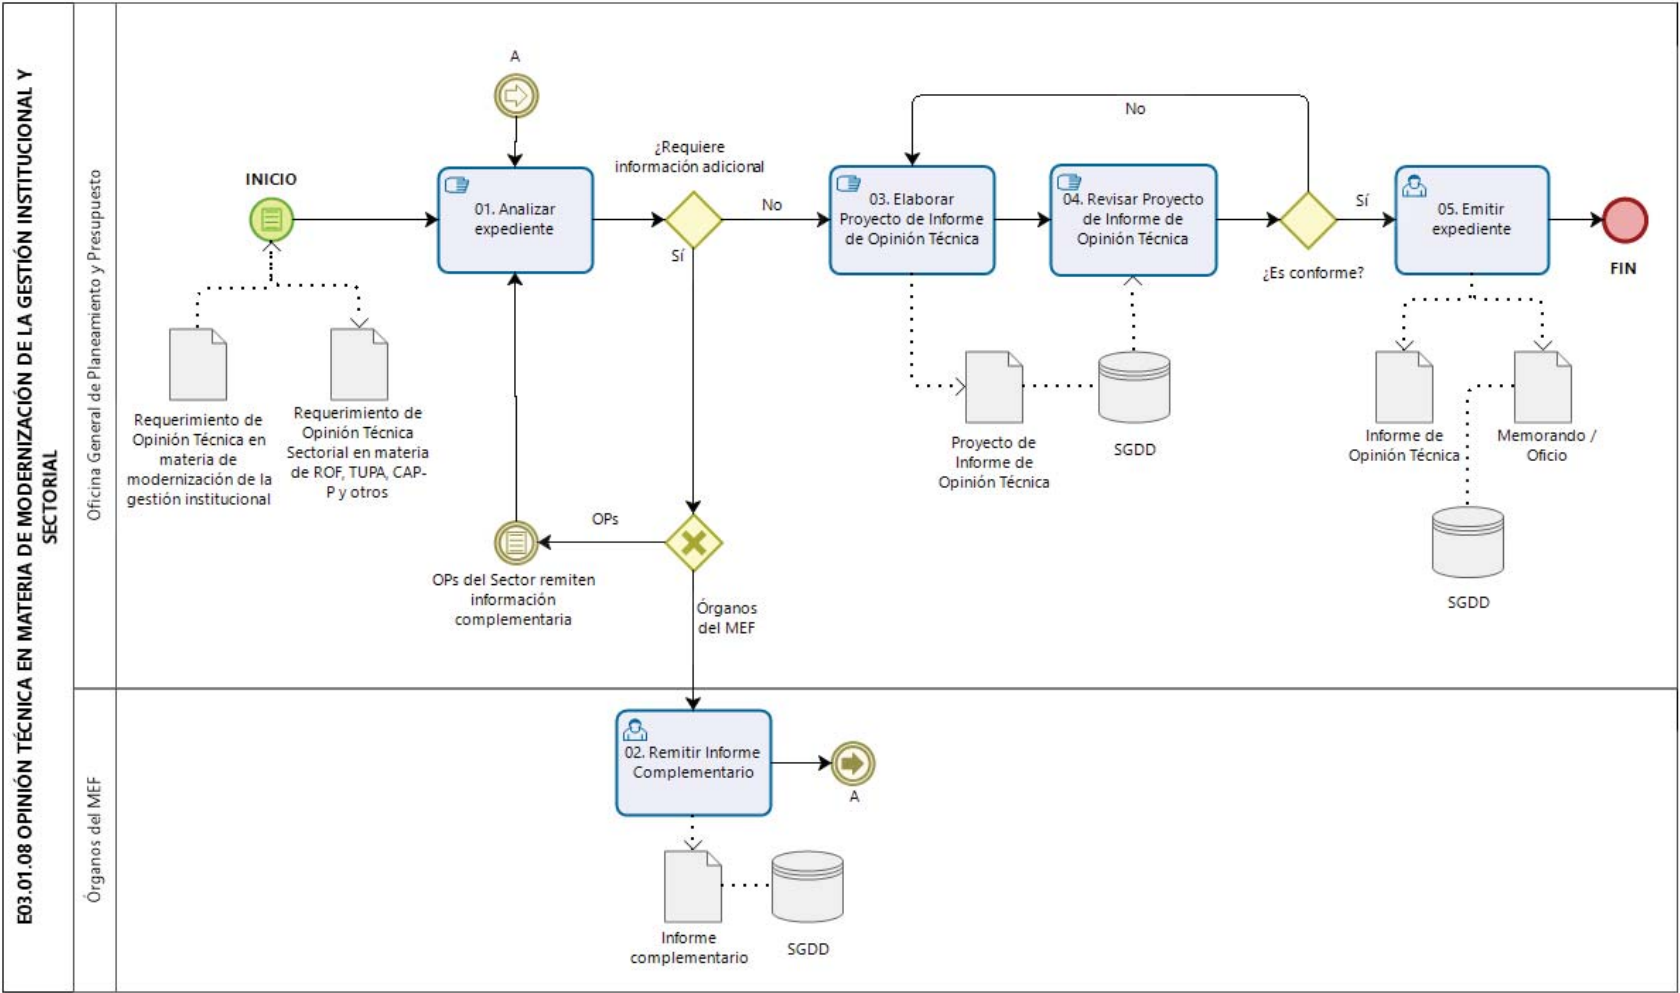 E03.01.08 OPINIÓN TÉCNICA EN MATERIA DE MODERNIZACIÓN DE LA GESTIÓN INSTITUCIONAL Y
SECTORIAL
Oficina General de Planeamiento y Presupuesto
A
INICIO
01. Analizar
expediente
¿Requiere
información adicional
No
Sí
03. Elaborar
Proyecto de Informe
de Opinión Técnica
04. Revisar Proyecto
de Informe de
Opinión Técnica
No
Sí
¿Es conforme?
05. Emitir
expediente
FIN
Requerimiento de
Opinión Técnica en
materia de
modernización de la
gestión institucional
Requerimiento de
Opinión Técnica
Sectorial en materia
de ROF, TUPA, CAP-
P y otros
Proyecto de
Informe de
Opinión Técnica
SGDD
Informe de
Opinión Técnica
Memorando /
Oficio
SGDD
OPs
OPs del Sector remiten
información
complementaria
Órganos
del MEF
Órganos del MEF
02. Remitir Informe
Complementario
A
Informe
complementario
SGDD